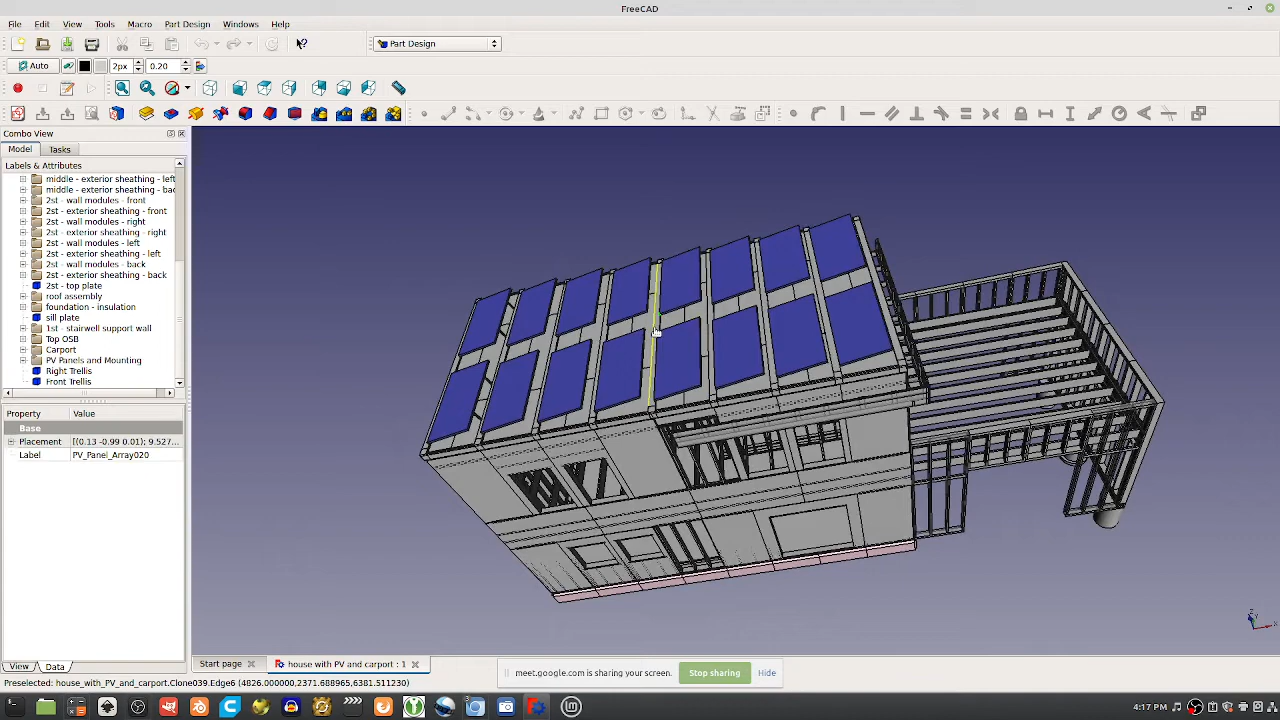 FreeCAD
File Edit View Tools Macro Part Design Windows Help
Part Design
Auto 2px 0.20
Combo View
Model Tasks
Labels & Attributes
middle - exterior sheathing - left
middle - exterior sheathing - back
2st - wall modules - front
2st - exterior sheathing - front
2st - wall modules - right
2st - exterior sheathing - right
2st - wall modules - left
2st - exterior sheathing - left
2st - wall modules - back
2st - exterior sheathing - back
2st - top plate
roof assembly
foundation - insulation
sill plate
1st - stairwell support wall
Top OSB
Carport
PV Panels and Mounting
Right Trellis
Front Trellis
Property Value
Base
Placement [(0.13 -0.99 0.01); 9.527...
Label PV_Panel_Array020
View Data
Start page house with PV and carport : 1
meet.google.com is sharing your screen. Stop sharing Hide
Preselected: house_with_PV_and_carport.Clone039.Edge6 (4826.000000,2371.688965,6381.511230)
4:17 PM